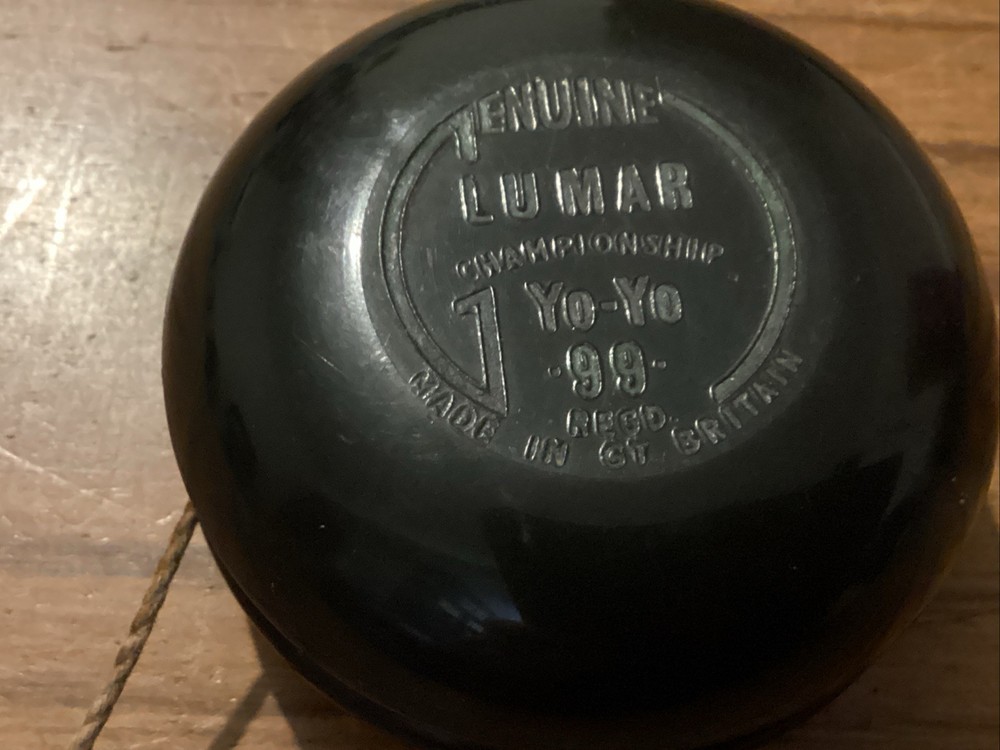 GENUINE
LUMAR
CHAMPIONSHIP
Yo-Yo
·99·
REGD.
MADE IN GT BRITAIN